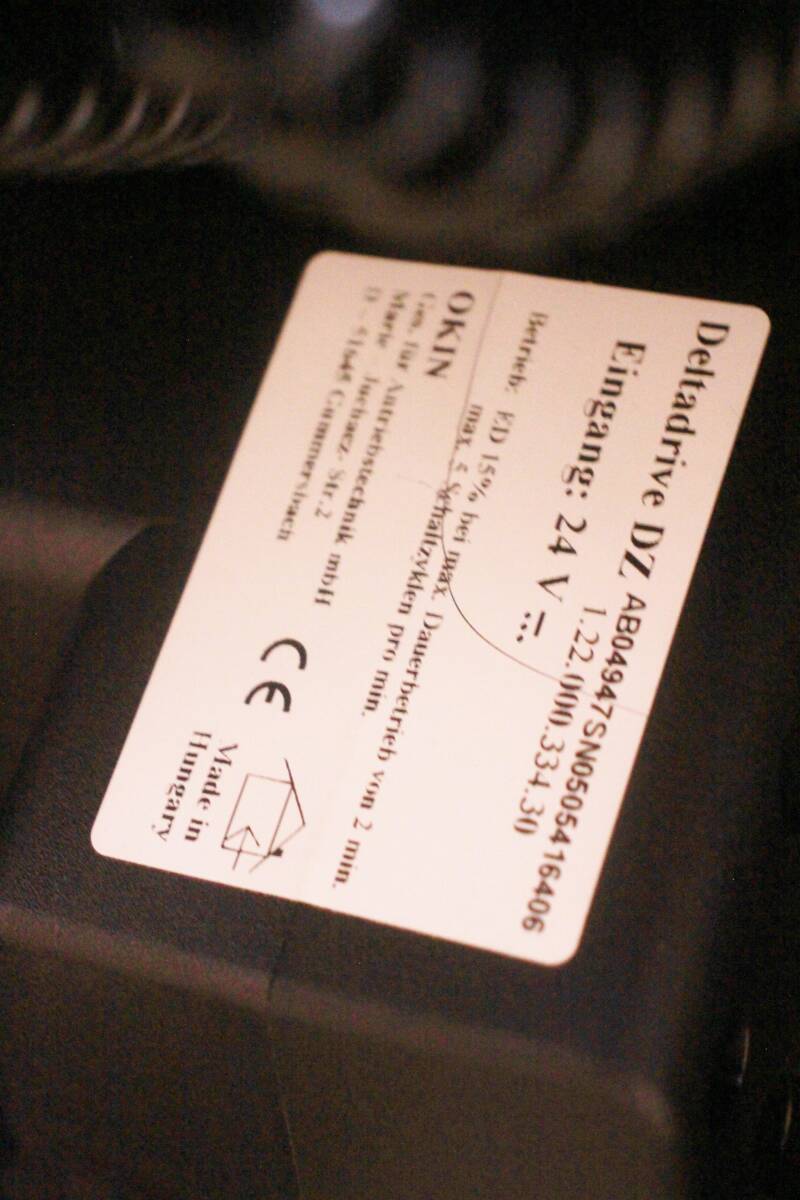 Deltadrive DZ AB04947SN0505416406
1.22.000.334.30
Eingang: 24 V
Betrieb: ED 15% bei max. Dauerbetrieb von 2 min.
max. 5 Schaltzyklen pro min.
OKIN
Ges. für Antriebstechnik mbH
Marie - Juchacz- Str.2
D - 51645 Gummersbach
CE
Made in
Hungary